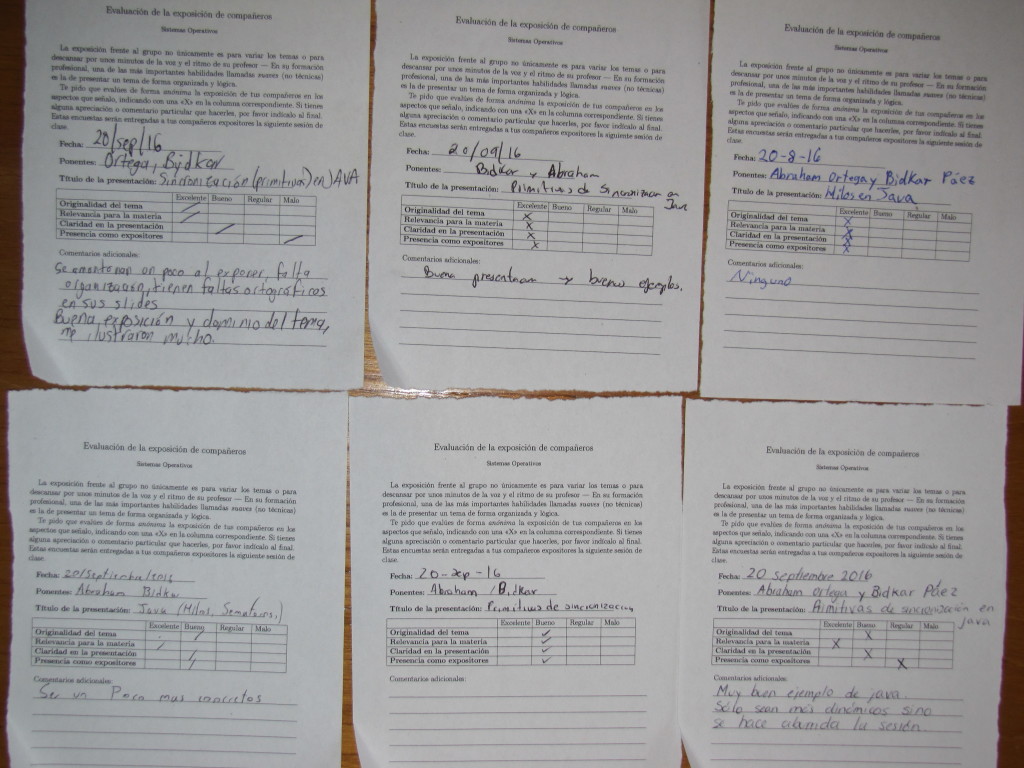 Evaluación de la exposición de compañeros
Sistemas Operativos
La exposición frente al grupo no únicamente es para variar los temas o para
descansar por unos minutos de la voz y el ritmo de su profesor — En su formación
profesional, una de las más importantes habilidades llamadas suaves (no técnicas)
es la de presentar un tema de forma organizada y lógica.
Te pido que evalúes de forma anónima la exposición de tus compañeros en los
aspectos que señalo, indicando con una «X» en la columna correspondiente. Si tienes
alguna apreciación o comentario particular que hacerles, por favor indícalo al final.
Estas encuestas serán entregadas a tus compañeros expositores la siguiente sesión de
clase.
Fecha: 20/sep/16
Ponentes: Ortega, Bidkar
Título de la presentación: Sincronización (primitivas) en JAVA
Excelente Bueno Regular Malo
Originalidad del tema
Relevancia para la materia
Claridad en la presentación
Presencia como expositores
Comentarios adicionales:
un poco al exponer, falta
organización, tienen faltas ortográficas
en sus slides
Buena exposición y dominio del tema,
me ilustraron mucho.
Evaluación de la exposición de compañeros
Sistemas Operativos
La exposición frente al grupo no únicamente es para variar los temas o para
descansar por unos minutos de la voz y el ritmo de su profesor — En su formación
profesional, una de las más importantes habilidades llamadas suaves (no técnicas)
es la de presentar un tema de forma organizada y lógica.
Te pido que evalúes de forma anónima la exposición de tus compañeros en los
aspectos que señalo, indicando con una «X» en la columna correspondiente. Si tienes
alguna apreciación o comentario particular que hacerles, por favor indícalo al final.
Estas encuestas serán entregadas a tus compañeros expositores la siguiente sesión de
clase.
Fecha: 20/09/16
Ponentes: Bidkar y Abraham
Título de la presentación: Primitivas de sincronizacion en
Java
Excelente Bueno Regular Malo
Originalidad del tema X
Relevancia para la materia X
Claridad en la presentación X
Presencia como expositores X
Comentarios adicionales:
Buena presentacion y buenos ejemplos.
Evaluación de la exposición de compañeros
Sistemas Operativos
La exposición frente al grupo no únicamente es para variar los temas o para
descansar por unos minutos de la voz y el ritmo de su profesor — En su formación
profesional, una de las más importantes habilidades llamadas suaves (no técnicas)
es la de presentar un tema de forma organizada y lógica.
Te pido que evalúes de forma anónima la exposición de tus compañeros en los
aspectos que señalo, indicando con una «X» en la columna correspondiente. Si tienes
alguna apreciación o comentario particular que hacerles, por favor indícalo al final.
Estas encuestas serán entregadas a tus compañeros expositores la siguiente sesión de
clase.
Fecha: 20-8-16
Ponentes: Abraham Ortega y Bidkar Páez
Título de la presentación: Hilos en Java
Excelente Bueno Regular Malo
Originalidad del tema X
Relevancia para la materia X
Claridad en la presentación X
Presencia como expositores X
Comentarios adicionales:
Ninguno
Evaluación de la exposición de compañeros
Sistemas Operativos
La exposición frente al grupo no únicamente es para variar los temas o para
descansar por unos minutos de la voz y el ritmo de su profesor — En su formación
profesional, una de las más importantes habilidades llamadas suaves (no técnicas)
es la de presentar un tema de forma organizada y lógica.
Te pido que evalúes de forma anónima la exposición de tus compañeros en los
aspectos que señalo, indicando con una «X» en la columna correspondiente. Si tienes
alguna apreciación o comentario particular que hacerles, por favor indícalo al final.
Estas encuestas serán entregadas a tus compañeros expositores la siguiente sesión de
clase.
Fecha: 20/septiembre/2016
Ponentes: Abraham Bidkar
Título de la presentación: Java (Hilos, Semáforos,)
Excelente Bueno Regular Malo
Originalidad del tema
Relevancia para la materia
Claridad en la presentación
Presencia como expositores
Comentarios adicionales:
Ser un Poco mas concretos
Evaluación de la exposición de compañeros
Sistemas Operativos
La exposición frente al grupo no únicamente es para variar los temas o para
descansar por unos minutos de la voz y el ritmo de su profesor — En su formación
profesional, una de las más importantes habilidades llamadas suaves (no técnicas)
es la de presentar un tema de forma organizada y lógica.
Te pido que evalúes de forma anónima la exposición de tus compañeros en los
aspectos que señalo, indicando con una «X» en la columna correspondiente. Si tienes
alguna apreciación o comentario particular que hacerles, por favor indícalo al final.
Estas encuestas serán entregadas a tus compañeros expositores la siguiente sesión de
clase.
Fecha: 20-sep-16
Ponentes: Abraham / Bidkar
Título de la presentación: Primitivas de sincronización
Excelente Bueno Regular Malo
Originalidad del tema ✓
Relevancia para la materia ✓
Claridad en la presentación ✓
Presencia como expositores ✓
Comentarios adicionales:
Evaluación de la exposición de compañeros
Sistemas Operativos
La exposición frente al grupo no únicamente es para variar los temas o para
descansar por unos minutos de la voz y el ritmo de su profesor — En su formación
profesional, una de las más importantes habilidades llamadas suaves (no técnicas)
es la de presentar un tema de forma organizada y lógica.
Te pido que evalúes de forma anónima la exposición de tus compañeros en los
aspectos que señalo, indicando con una «X» en la columna correspondiente. Si tienes
alguna apreciación o comentario particular que hacerles, por favor indícalo al final.
Estas encuestas serán entregadas a tus compañeros expositores la siguiente sesión de
clase.
Fecha: 20 septiembre 2016
Ponentes: Abraham Ortega y Bidkar Páez
Título de la presentación: Primitivas de sincronización en
java
Excelente Bueno Regular Malo
Originalidad del tema X
Relevancia para la materia X
Claridad en la presentación X
Presencia como expositores X
Comentarios adicionales:
Muy buen ejemplo de java.
Sólo sean más dinámicos sino
se hace aburrida la sesión.